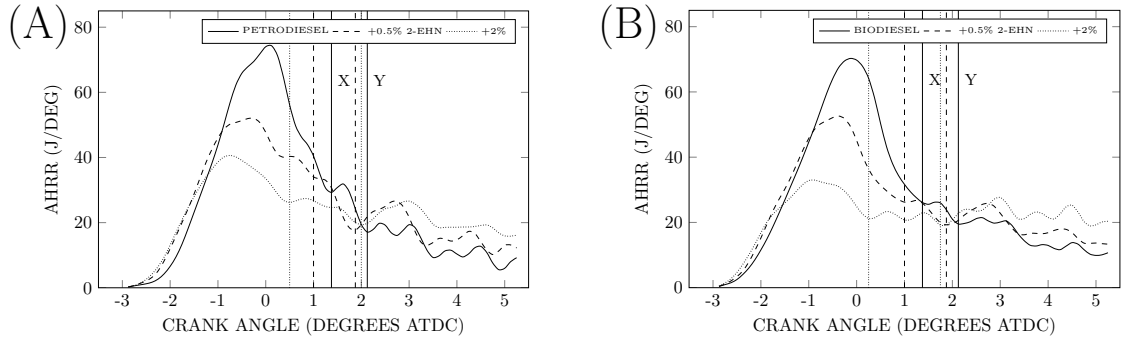 (A)
PETRODIESEL +0.5% 2-EHN +2%
X Y
80
60
40
20
0
AHRR (J/DEG)
-3 -2 -1 0 1 2 3 4 5
CRANK ANGLE (DEGREES ATDC)
(B)
BIODIESEL +0.5% 2-EHN +2%
X Y
80
60
40
20
0
AHRR (J/DEG)
-3 -2 -1 0 1 2 3 4 5
CRANK ANGLE (DEGREES ATDC)